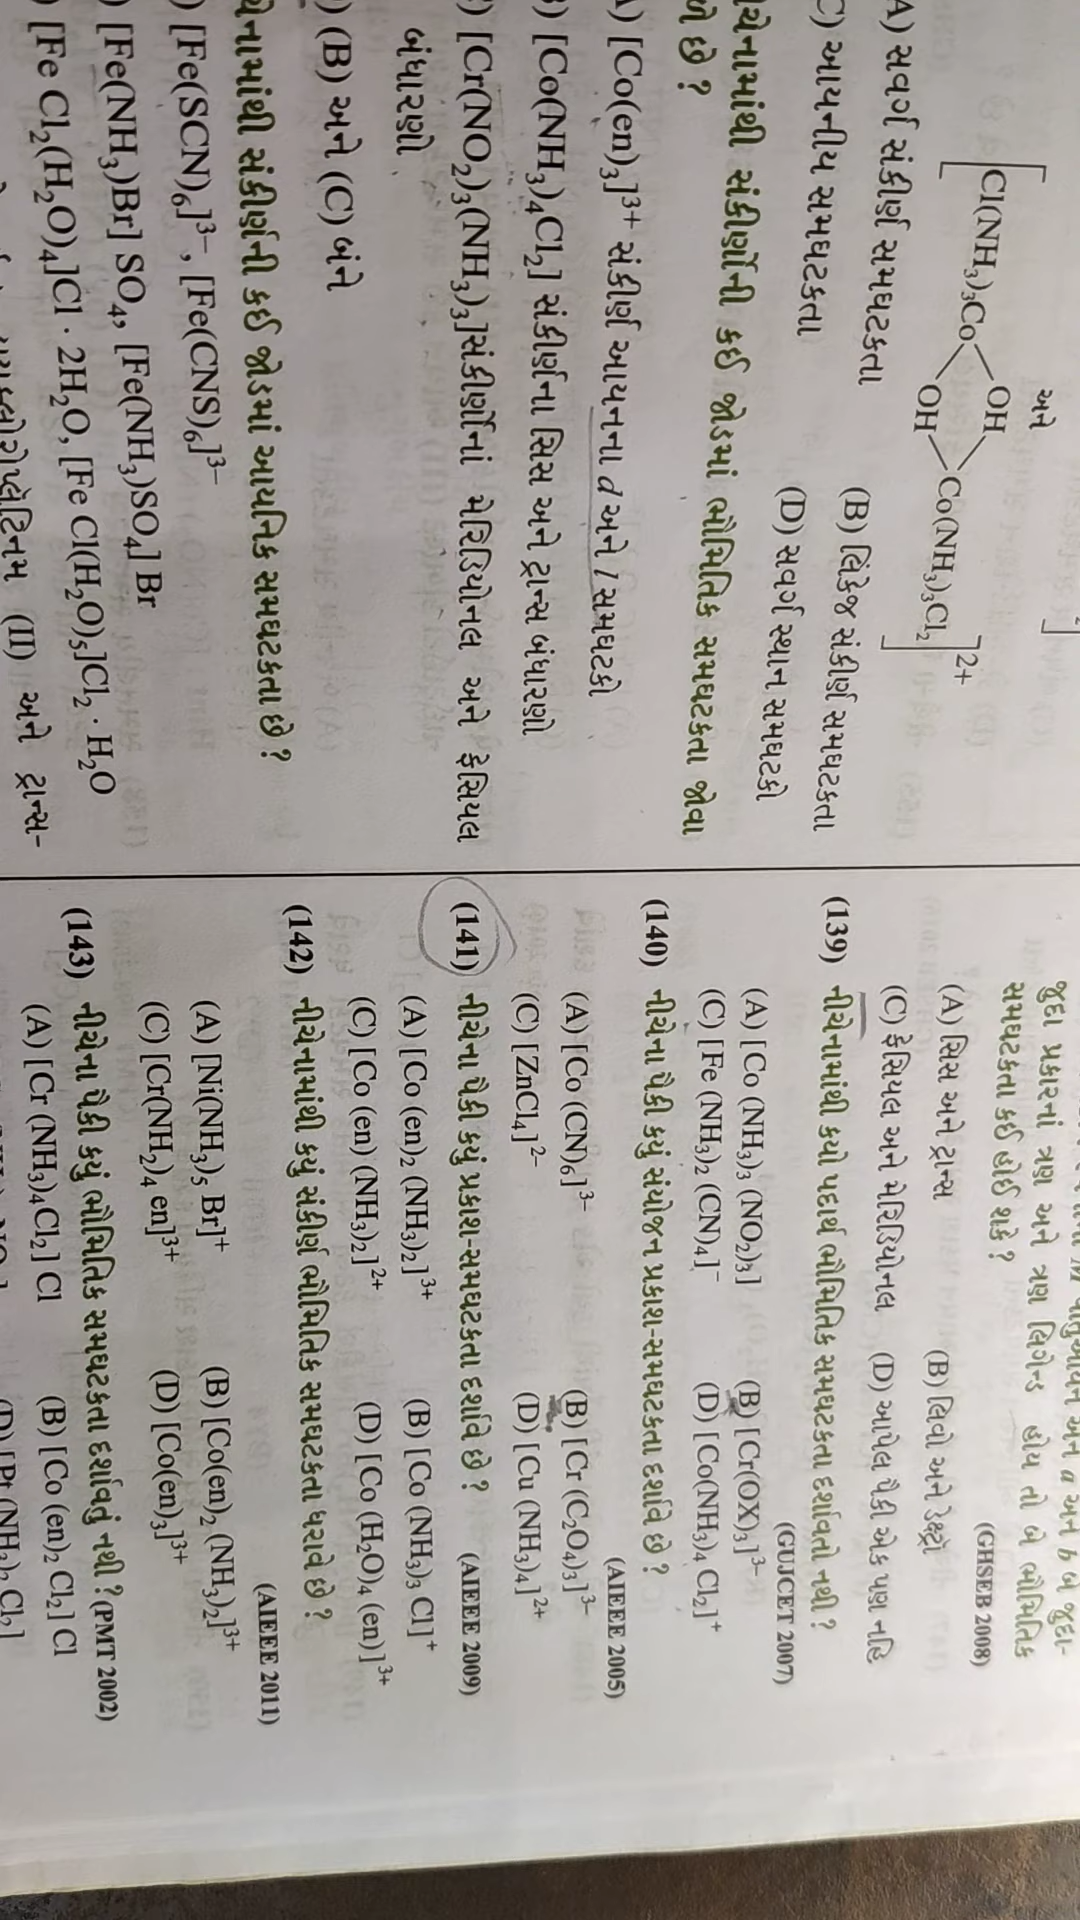 અને
[Cl(NH₃)₃Co OH OH Co(NH₃)₃Cl₂]²⁺
A) સવર્ગ સંકીર્ણ સમઘટકતા
(B) લિંકેજ સંકીર્ણ સમઘટકતા
C) આયનીય સમઘટકતા
(D) સવર્ગ સ્થાન સમઘટકો
સંકીર્ણોની કઈ જોડમાં ભૌમિતિક સમઘટકતા જોવા
છે ?
A) [Co(en)₃]³⁺ સંકીર્ણ આયનના d અને l સમઘટકો
B) [Co(NH₃)₄Cl₂] સંકીર્ણના સિસ અને ટ્રાન્સ બંધારણો
) [Cr(NO₂)₃(NH₃)₃]સંકીર્ણોનાં મેરિડિયોનલ અને ફેસિયલ
બંધારણો
) (B) અને (C) બંને
સંકીર્ણની કઈ જોડમાં આયનિક સમઘટકતા છે ?
) [Fe(SCN)₆]³⁻, [Fe(CNS)₆]³⁻
) [Fe(NH₃)Br] SO₄, [Fe(NH₃)SO₄] Br
) [Fe Cl₂(H₂O)₄]Cl · 2H₂O, [Fe Cl(H₂O)₅]Cl₂ · H₂O
(II) અને ટ્રાન્સ-
જુદા પ્રકારનાં ત્રણ અને ત્રણ લિગેન્ડ હોય તો બે ભૌમિતિક
સમઘટકતા કઈ હોઈ શકે ?
(GHSEB 2008)
(A) સિસ અને ટ્રાન્સ
(B) લિવો અને ડેક્ષ્ટ્રો
(C) ફેસિયલ અને મેરિડિયોનલ
(D) આપેલ પૈકી એક પણ નહિ
(139) નીચેનામાંથી કયો પદાર્થ ભૌમિતિક સમઘટકતા દર્શાવતો નથી ?
(GUJCET 2007)
(A) [Co (NH₃)₃ (NO₂)₃]
(B) [Cr(OX)₃]³⁻
(C) [Fe (NH₃)₂ (CN)₄]⁻
(D) [Co(NH₃)₄ Cl₂]⁺
(140) નીચેના પૈકી કયું સંયોજન પ્રકાશ-સમઘટકતા દર્શાવે છે ?
(AIEEE 2005)
(A) [Co (CN)₆]³⁻
(B) [Cr (C₂O₄)₃]³⁻
(C) [ZnCl₄]²⁻
(D) [Cu (NH₃)₄]²⁺
(141) નીચેના પૈકી કયું પ્રકાશ-સમઘટકતા દર્શાવે છે ? (AIEEE 2009)
(A) [Co (en)₂ (NH₃)₂]³⁺
(B) [Co (NH₃)₃ Cl]⁺
(C) [Co (en) (NH₃)₂]²⁺
(D) [Co (H₂O)₄ (en)]³⁺
(142) નીચેનામાંથી કયું સંકીર્ણ ભૌમિતિક સમઘટકતા ધરાવે છે ?
(AIEEE 2011)
(A) [Ni(NH₃)₅ Br]⁺
(B) [Co(en)₂ (NH₃)₂]³⁺
(C) [Cr(NH₂)₄ en]³⁺
(D) [Co(en)₃]³⁺
(143) નીચેના પૈકી કયું ભૌમિતિક સમઘટકતા દર્શાવતું નથી ? (PMT 2002)
(A) [Cr (NH₃)₄Cl₂] Cl
(B) [Co (en)₂ Cl₂] Cl
(D) [Pt (NH₃)₂ Cl₂]